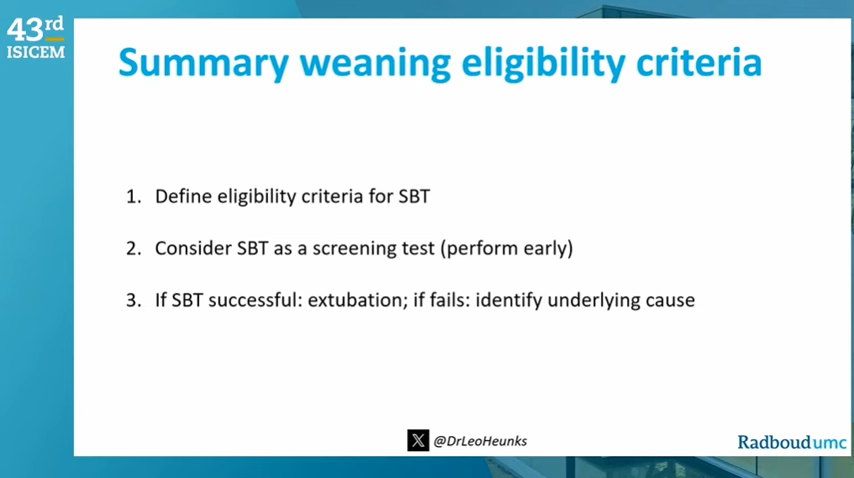 43rd
ISICEM
Summary weaning eligibility criteria
1. Define eligibility criteria for SBT
2. Consider SBT as a screening test (perform early)
3. If SBT successful: extubation; if fails: identify underlying cause
@DrLeoHeunks
Radboudumc